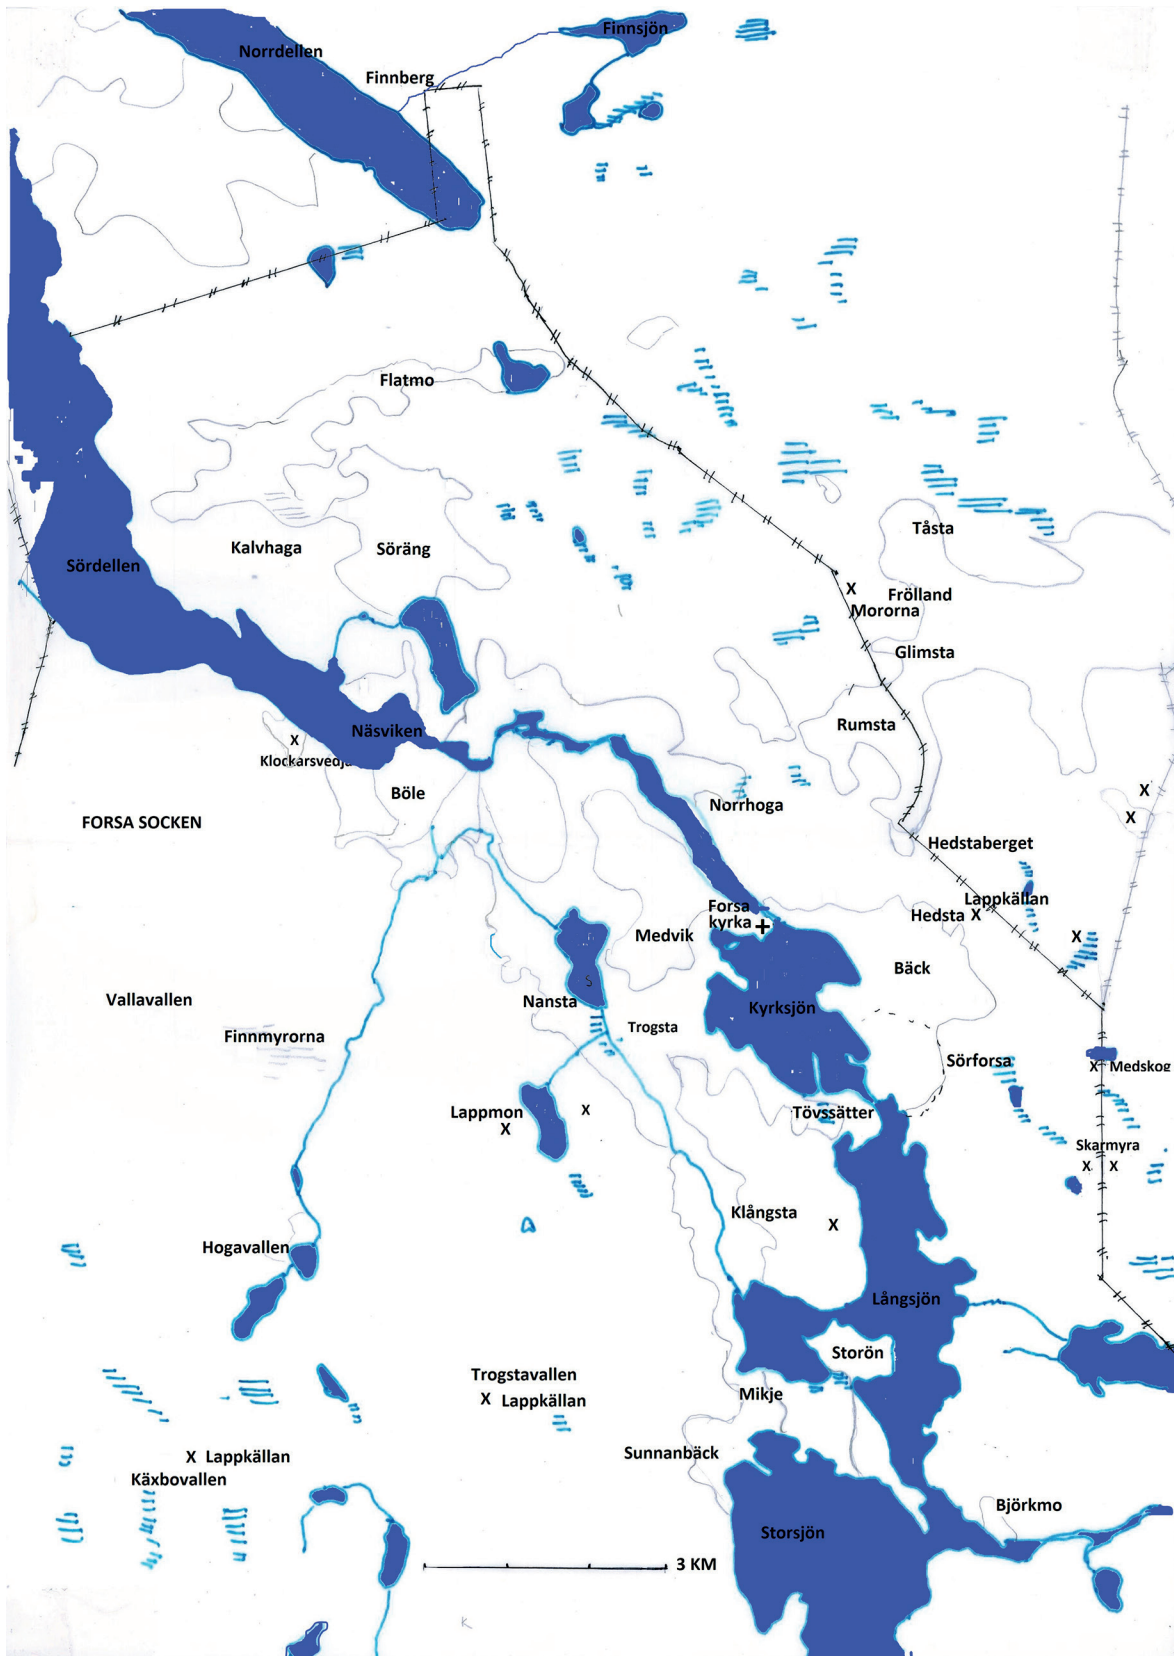 Finnsjön
Norrdellen
Finnberg
Flatmo
Tåsta
Kalvhaga
Söräng
Sördellen
Frölland
Mororna
Glimsta
Rumsta
Näsviken
X
Klockarsvedja
Böle
X
X
X
Norrhoga
FORSA SOCKEN
Hedstaberget
Lappkällan
Forsa
kyrka
Hedsta X
Medvik
X
Bäck
Vallavallen
Nansta
Kyrksjön
Trogsta
Finnmyrorna
Sörforsa
X Medskog
Lappmon
X
X
Tövssätter
Skarmyra
X X
Klångsta
X
Hogavallen
Långsjön
Storön
Trogstavallen
X Lappkällan
Mikje
Sunnanbäck
X Lappkällan
Käxbovallen
Björkmo
Storsjön
3 KM
K